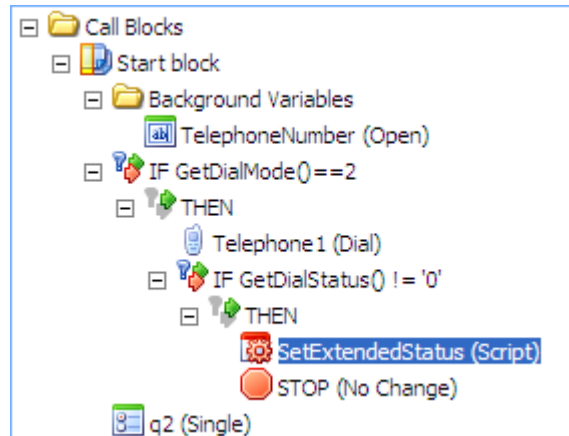 Call Blocks
Start block
Background Variables
TelephoneNumber (Open)
IF GetDialMode()==2
THEN
Telephone1 (Dial)
IF GetDialStatus() != '0'
THEN
SetExtendedStatus (Script)
STOP (No Change)
q2 (Single)